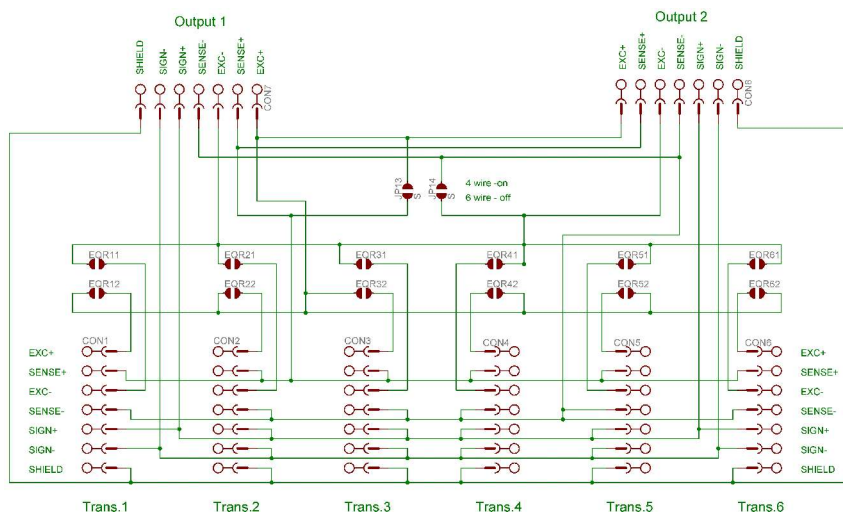 Output 1
Output 2
SHIELD
SIGN-
SIGN+
SENSE-
EXC-
SENSE+
EXC+
CON7
EXC+
SENSE+
EXC-
SENSE-
SIGN+
SIGN-
SHIELD
CON8
JP13
S
JP14
S
4 wire -on
6 wire - off
EQR11
EQR21
EQR31
EQR41
EQR51
EQR61
EQR12
EQR22
EQR32
EQR42
EQR52
EQR62
CON1
CON2
CON3
CON4
CON5
CON6
EXC+
EXC+
SENSE+
SENSE+
EXC-
EXC-
SENSE-
SENSE-
SIGN+
SIGN+
SIGN-
SIGN-
SHIELD
SHIELD
Trans.1
Trans.2
Trans.3
Trans.4
Trans.5
Trans.6